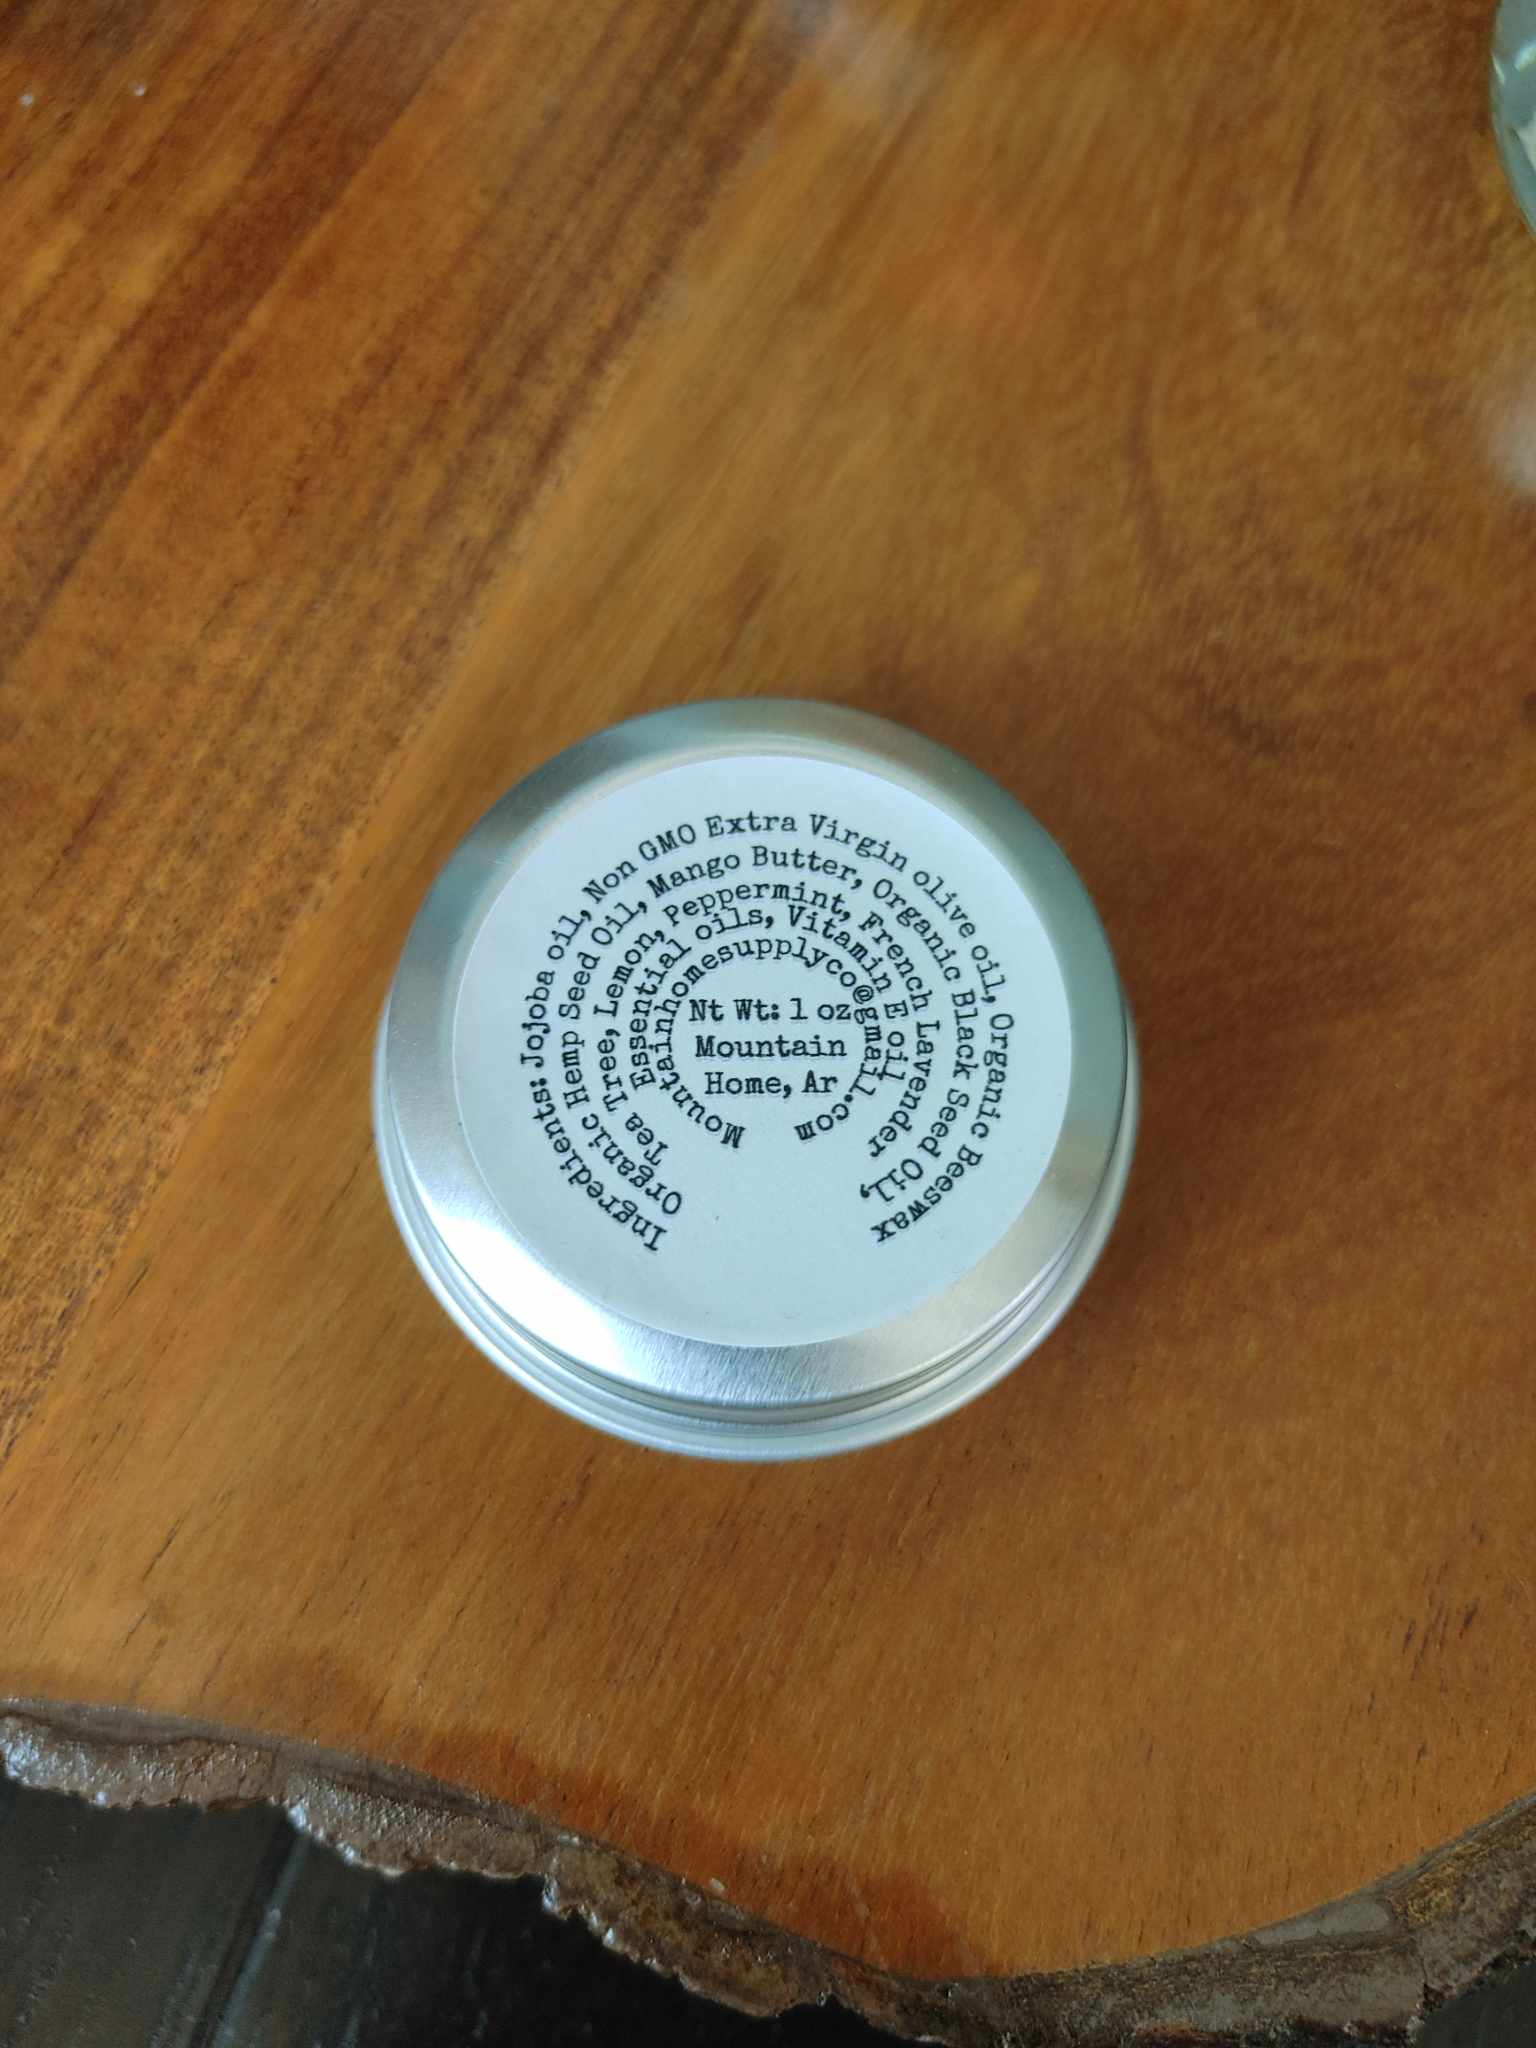 Ingredients: Jojoba oil, Non GMO Extra Virgin olive oil, Organic Beeswax
Organic Hemp Seed Oil, Mango Butter, Organic Black Seed Oil,
Tea Tree, Lemon, Peppermint, French Lavender
Essential oils, Vitamin E oil
Mountainhomesupplyco@gmail.com
Nt Wt: 1 oz
Mountain
Home, Ar